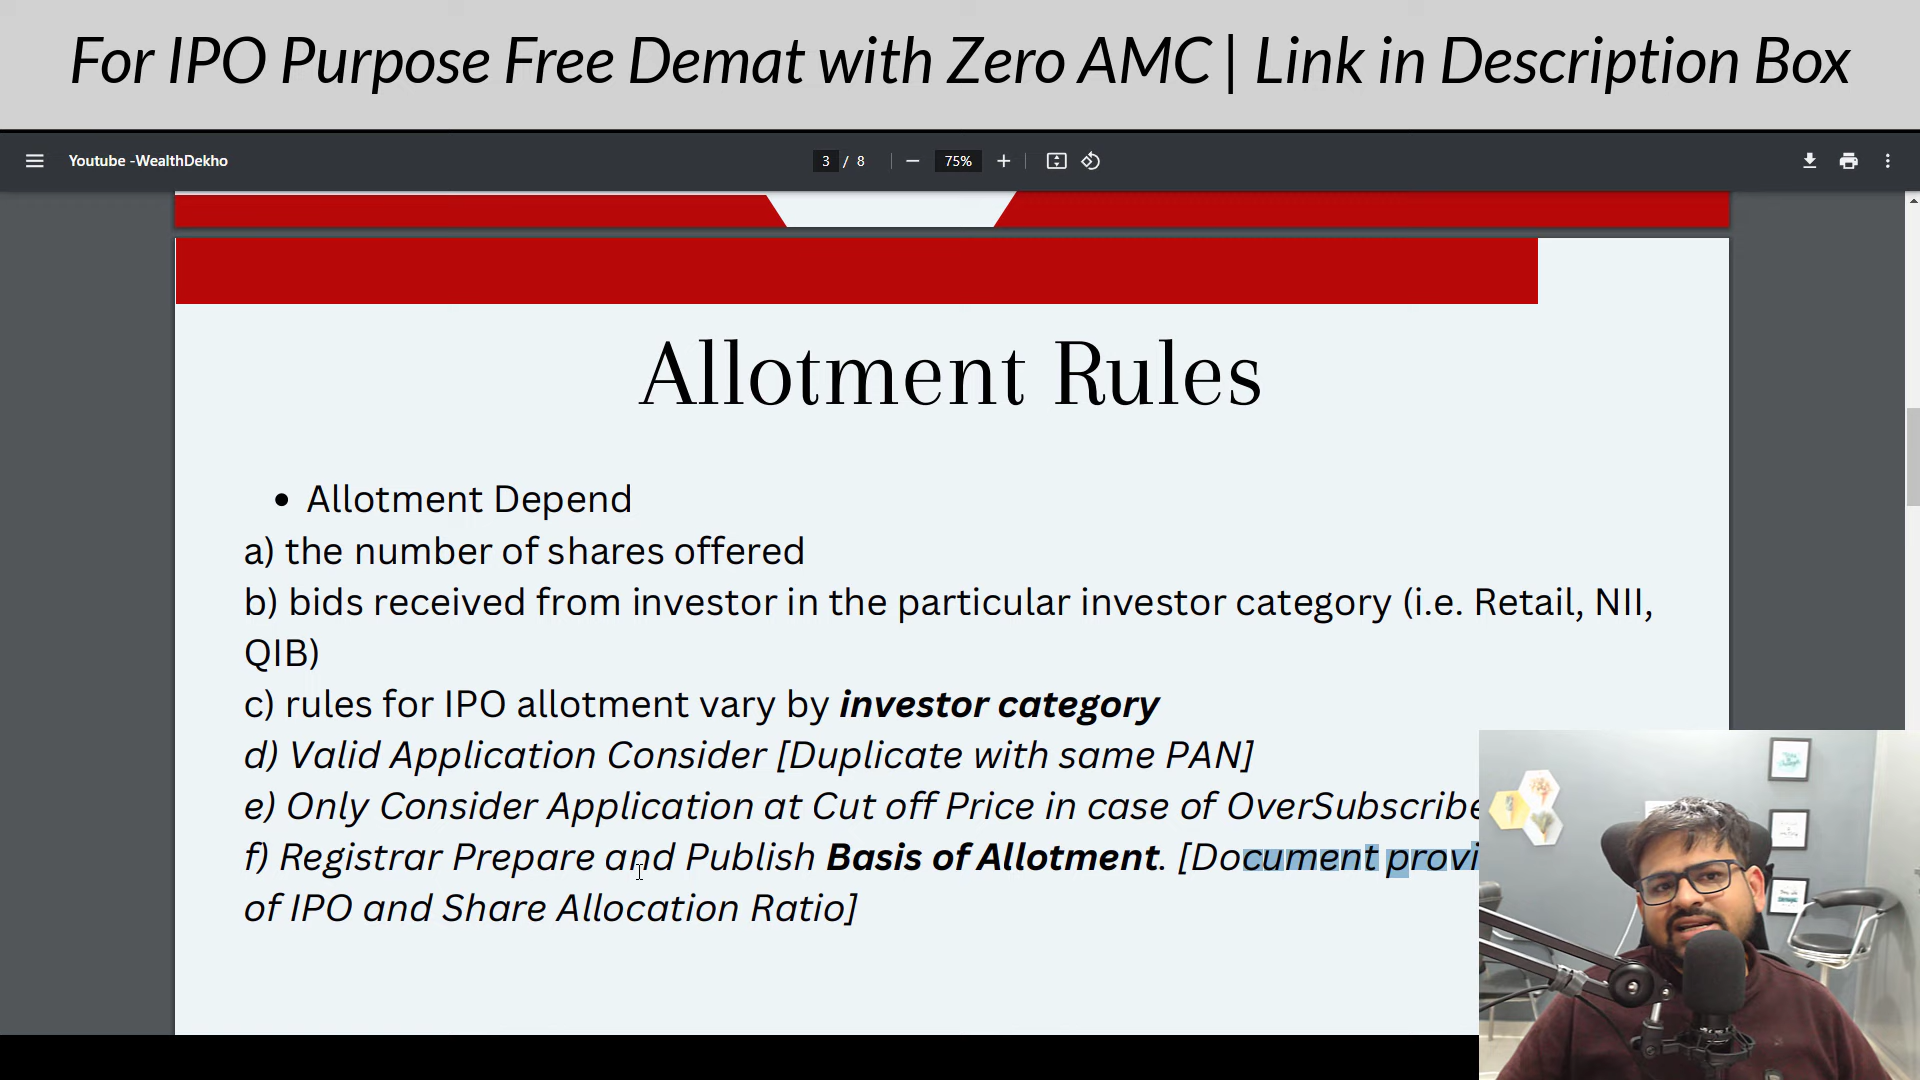 For IPO Purpose Free Demat with Zero AMC | Link in Description Box
Youtube -WealthDekho
3 / 8
75%
Allotment Rules
• Allotment Depend
a) the number of shares offered
b) bids received from investor in the particular investor category (i.e. Retail, NII,
QIB)
c) rules for IPO allotment vary by investor category
d) Valid Application Consider [Duplicate with same PAN]
e) Only Consider Application at Cut off Price in case of OverSubscribe
f) Registrar Prepare and Publish Basis of Allotment. [Document provi
of IPO and Share Allocation Ratio]